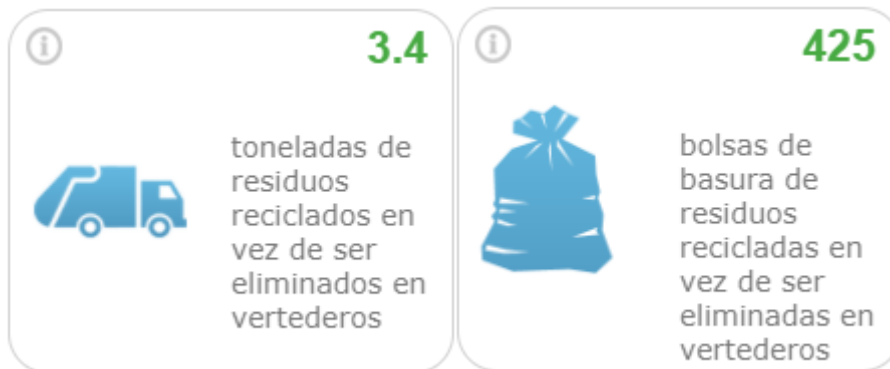 3.4
toneladas de
residuos
reciclados en
vez de ser
eliminados en
vertederos
425
bolsas de
basura de
residuos
recicladas en
vez de ser
eliminadas en
vertederos